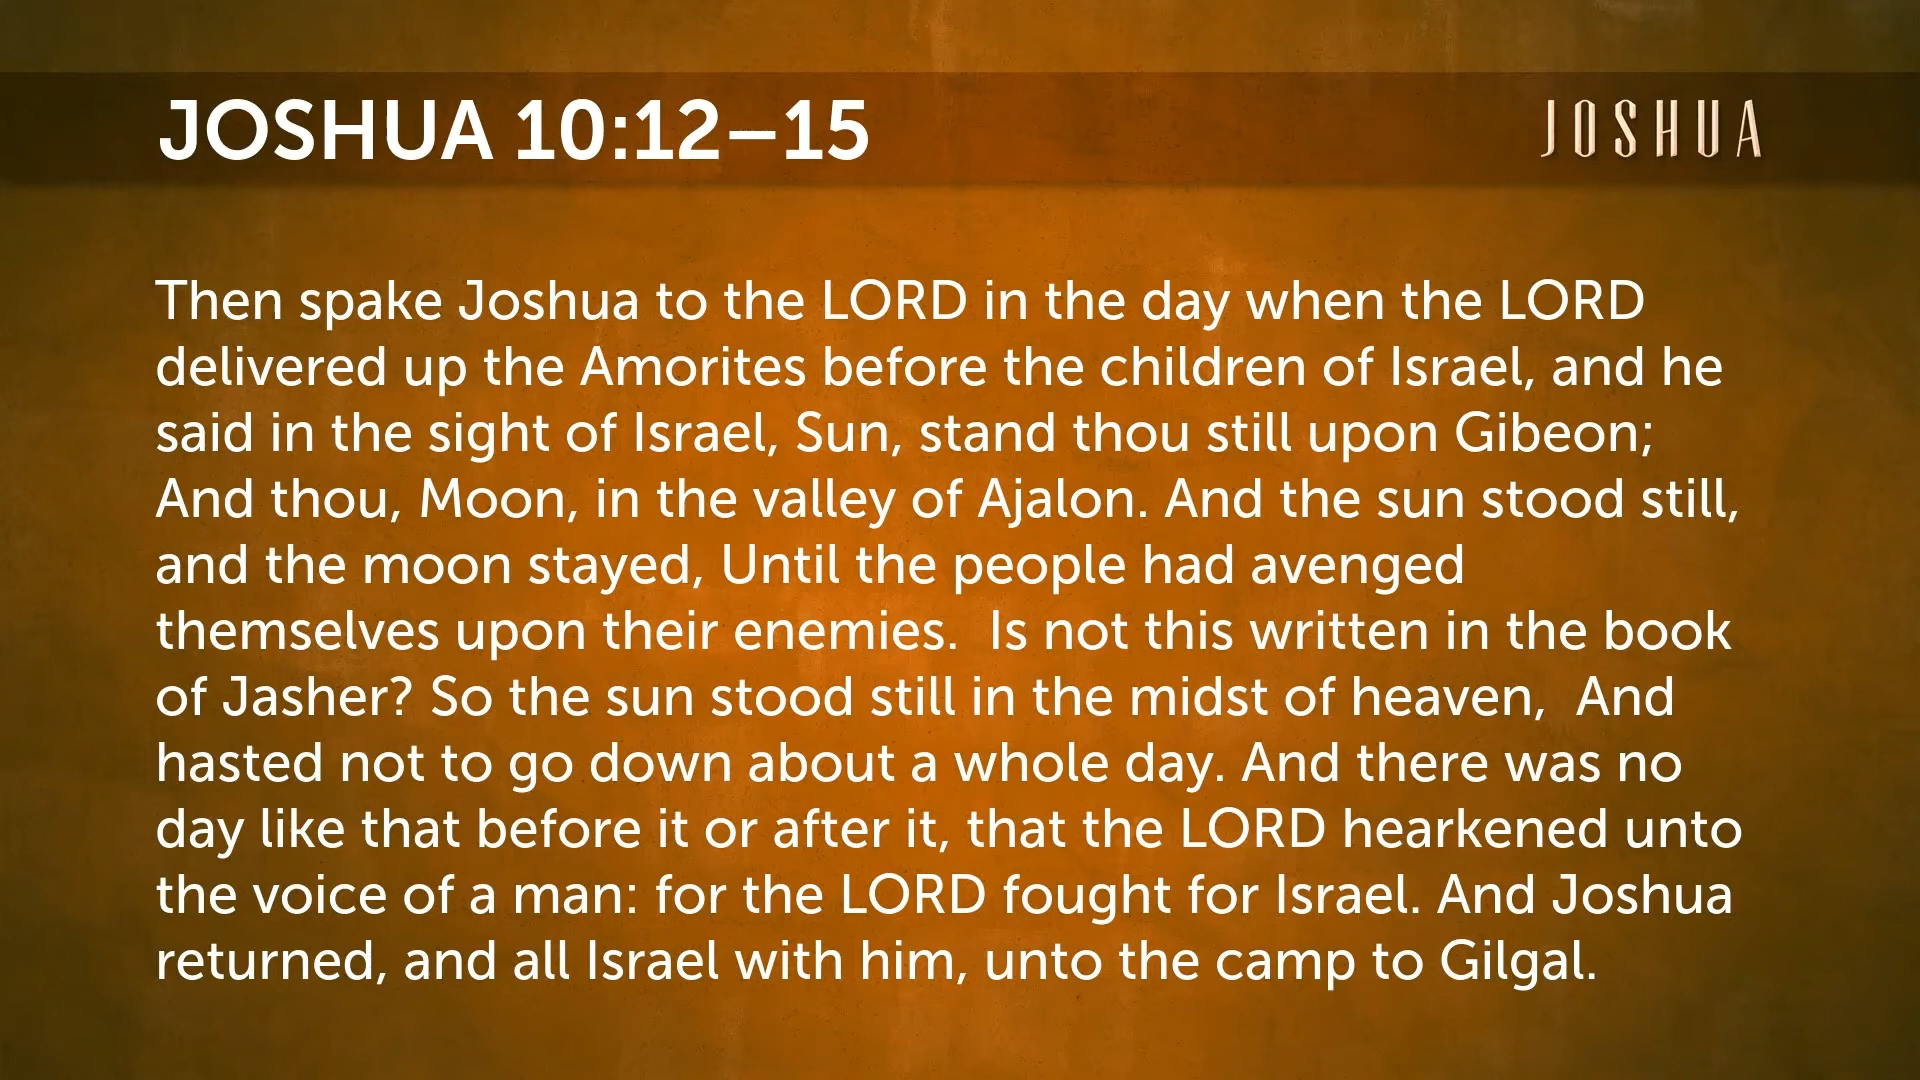 JOSHUA 10:12–15
JOSHUA
Then spake Joshua to the LORD in the day when the LORD
delivered up the Amorites before the children of Israel, and he
said in the sight of Israel, Sun, stand thou still upon Gibeon;
And thou, Moon, in the valley of Ajalon. And the sun stood still,
and the moon stayed, Until the people had avenged
themselves upon their enemies.  Is not this written in the book
of Jasher? So the sun stood still in the midst of heaven,  And
hasted not to go down about a whole day. And there was no
day like that before it or after it, that the LORD hearkened unto
the voice of a man: for the LORD fought for Israel. And Joshua
returned, and all Israel with him, unto the camp to Gilgal.